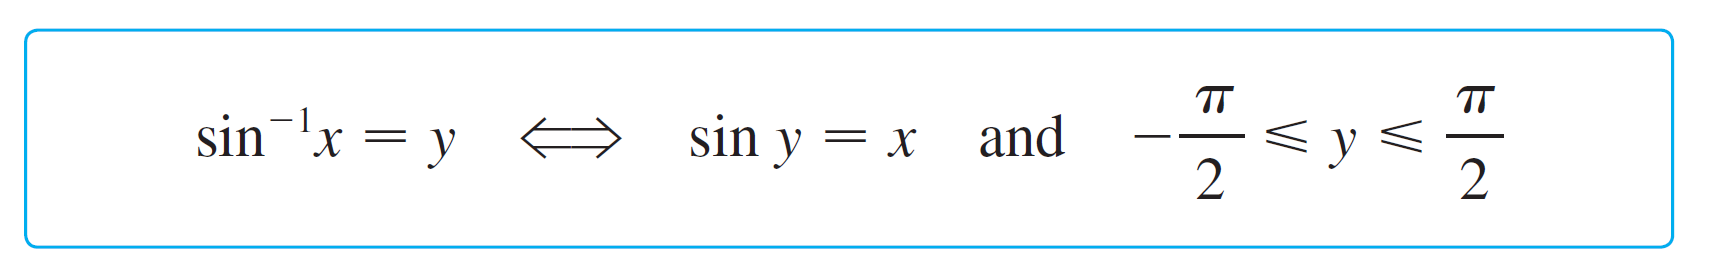 sin⁻¹x = y ⟺ sin y = x and −π/2 ⩽ y ⩽ π/2